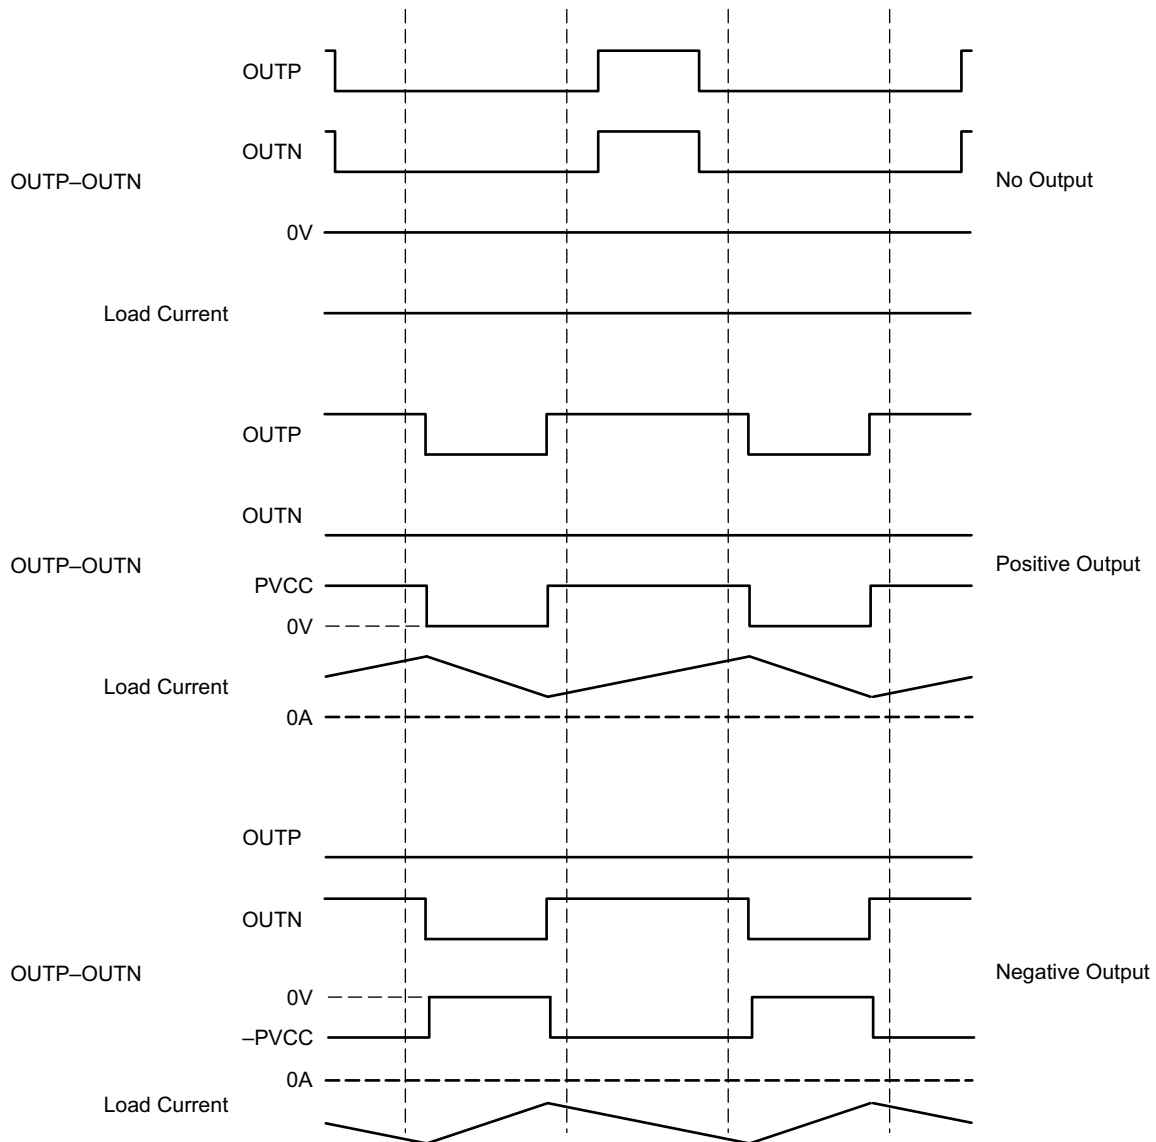 OUTP
OUTN
OUTP–OUTN
No Output
0V
Load Current
OUTP
OUTN
OUTP–OUTN
Positive Output
PVCC
0V
Load Current
0A
OUTP
OUTN
OUTP–OUTN
Negative Output
0V
–PVCC
0A
Load Current